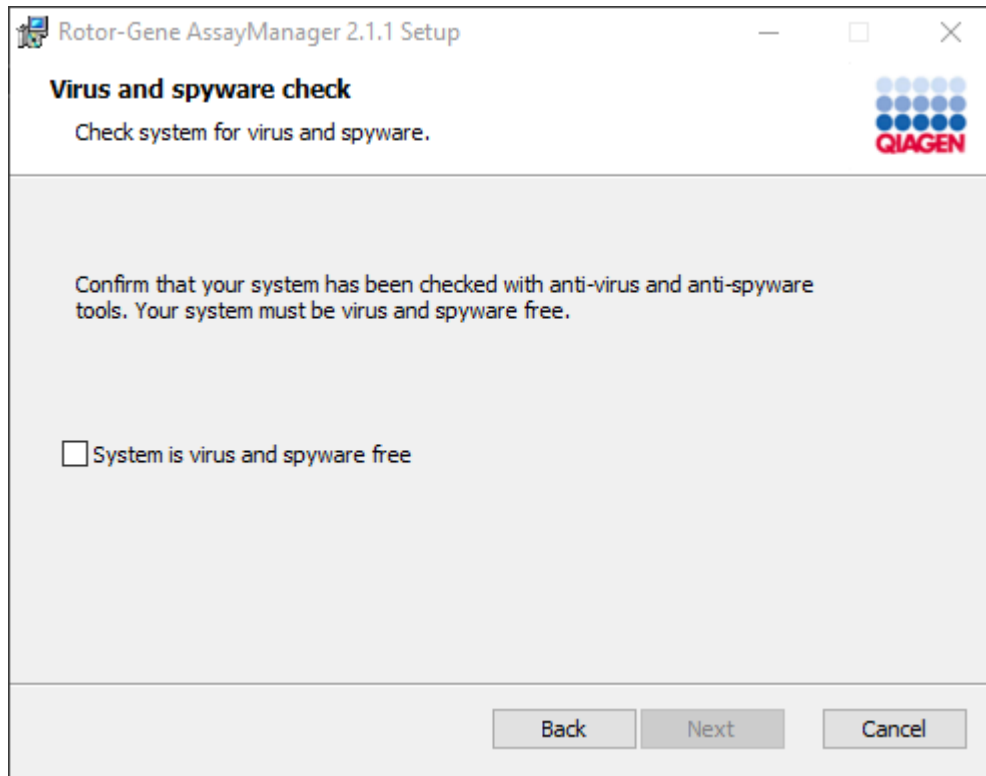 Rotor-Gene AssayManager 2.1.1 Setup
Virus and spyware check
Check system for virus and spyware.
QIAGEN
Confirm that your system has been checked with anti-virus and anti-spyware
tools. Your system must be virus and spyware free.
System is virus and spyware free
Back Next Cancel